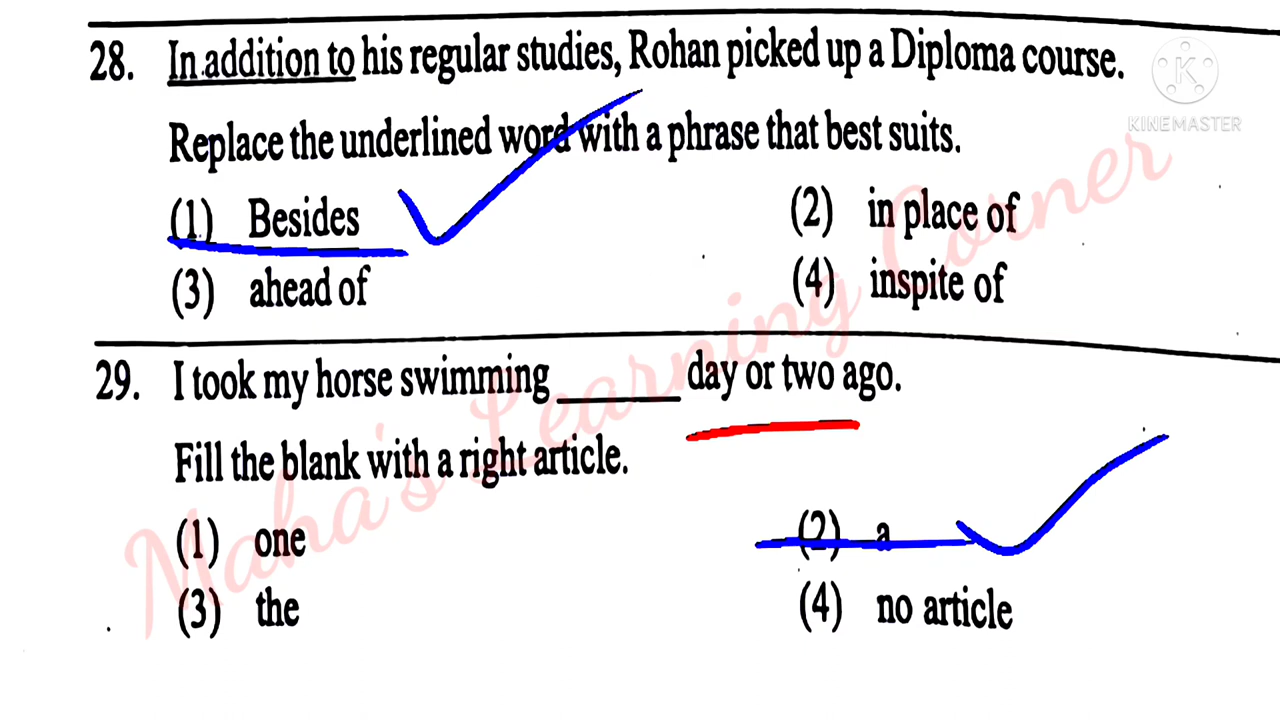 28. In addition to his regular studies, Rohan picked up a Diploma course.
KINEMASTER
Replace the underlined word with a phrase that best suits.
(1) Besides (2) in place of
(3) ahead of (4) inspite of
29. I took my horse swimming ______ day or two ago.
Fill the blank with a right article.
(1) one (2) a
(3) the (4) no article
Maha's Learning Corner